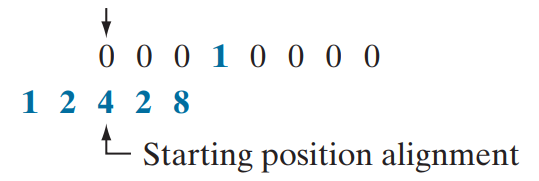 0 0 0 1 0 0 0 0
1 2 4 2 8
Starting position alignment